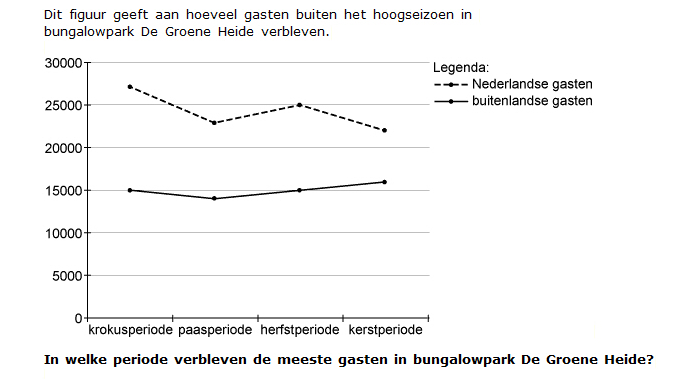 Dit figuur geeft aan hoeveel gasten buiten het hoogseizoen in
bungalowpark De Groene Heide verbleven.
30000
25000
20000
15000
10000
5000
0
krokusperiode paasperiode herfstperiode kerstperiode
Legenda:
Nederlandse gasten
buitenlandse gasten
In welke periode verbleven de meeste gasten in bungalowpark De Groene Heide?